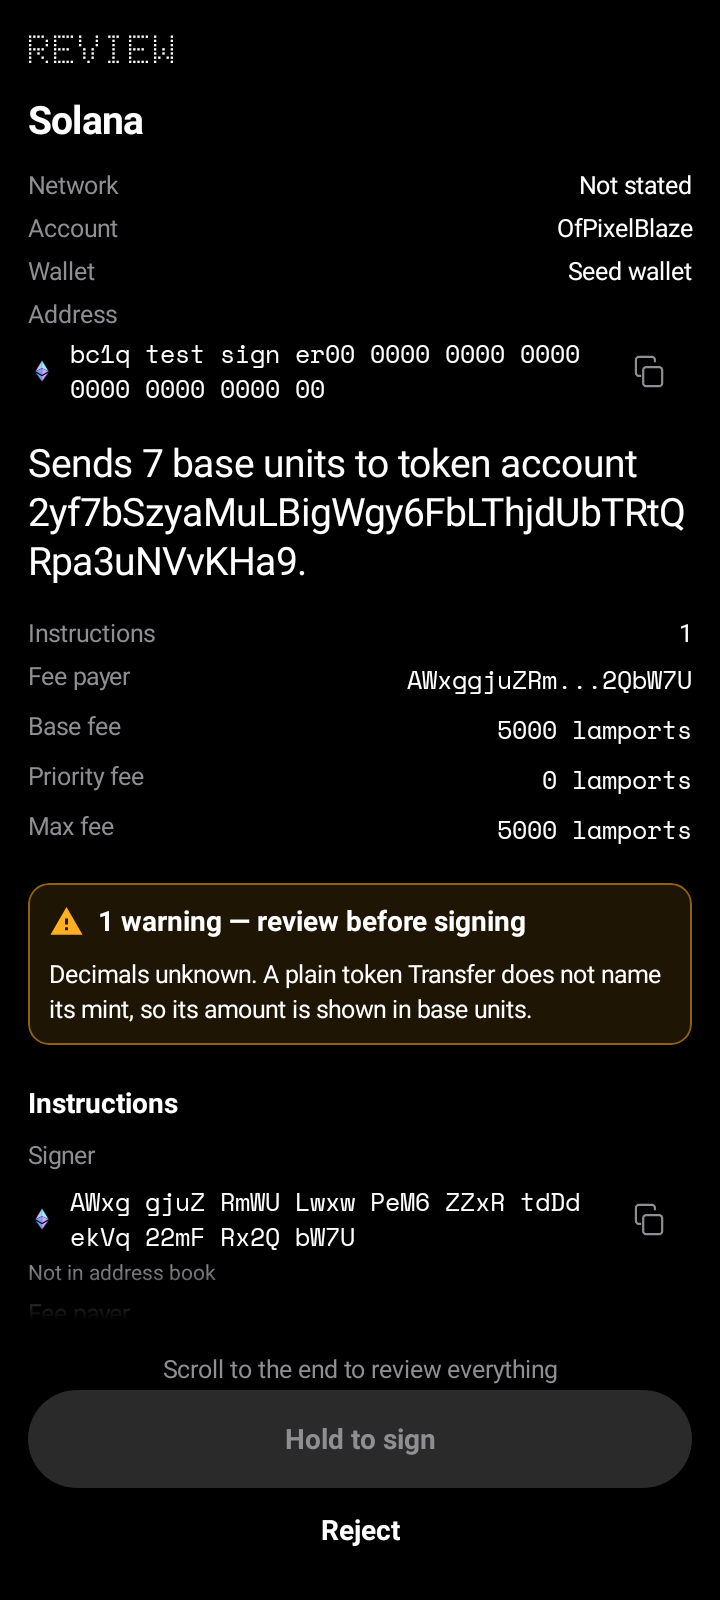 REVIEW
Solana
Network Not stated
Account OfPixelBlaze
Wallet Seed wallet
Address
bc1q test sign er00 0000 0000 0000
0000 0000 0000 00
Sends 7 base units to token account
2yf7bSzyaMuLBigWgy6FbLThjdUbTRtQ
Rpa3uNVvKHa9.
Instructions 1
Fee payer AWxggjuZRm...2QbW7U
Base fee 5000 lamports
Priority fee 0 lamports
Max fee 5000 lamports
1 warning — review before signing
Decimals unknown. A plain token Transfer does not name
its mint, so its amount is shown in base units.
Instructions
Signer
AWxg gjuZ RmWU Lwxw PeM6 ZZxR tdDd
ekVq 22mF Rx2Q bW7U
Not in address book
Fee payer
Scroll to the end to review everything
Hold to sign
Reject